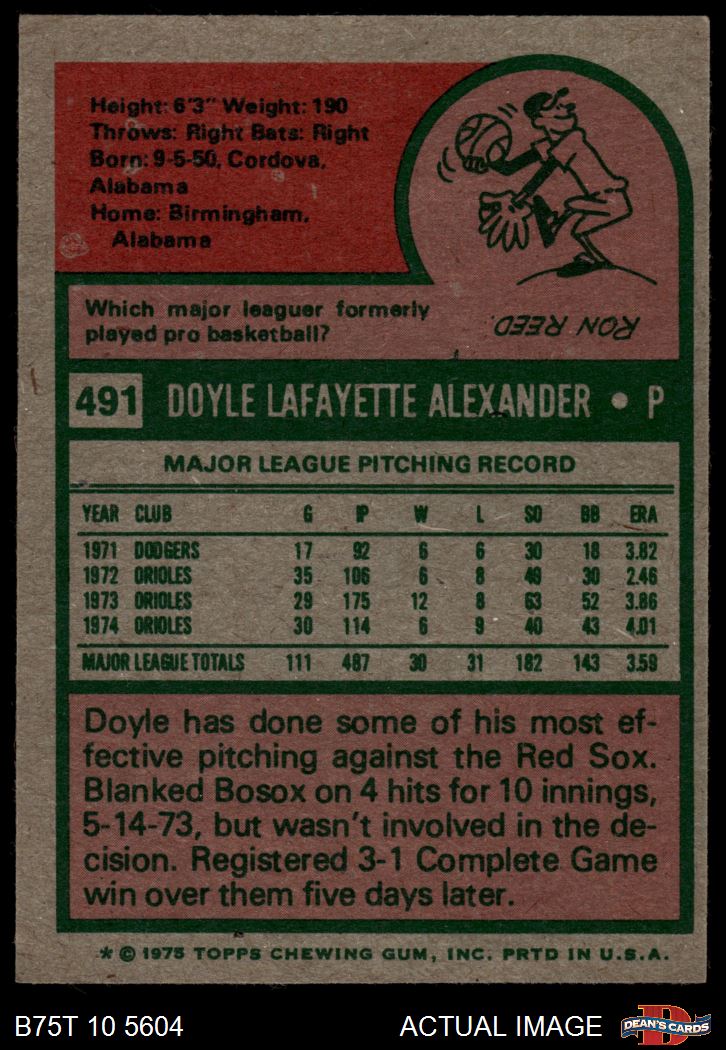 Height: 6'3" Weight: 190
Throws: Right Bats: Right
Born: 9-5-50, Cordova,
Alabama
Home: Birmingham,
Alabama
Which major leaguer formerly
played pro basketball?
RON REED.
491 DOYLE LAFAYETTE ALEXANDER • P
MAJOR LEAGUE PITCHING RECORD
YEAR CLUB G IP W L SO BB ERA
1971 DODGERS 17 92 6 6 30 18 3.82
1972 ORIOLES 35 106 6 8 49 30 2.46
1973 ORIOLES 29 175 12 8 63 52 3.86
1974 ORIOLES 30 114 6 9 40 43 4.01
MAJOR LEAGUE TOTALS 111 487 30 31 182 143 3.59
Doyle has done some of his most ef-
fective pitching against the Red Sox.
Blanked Bosox on 4 hits for 10 innings,
5-14-73, but wasn't involved in the de-
cision. Registered 3-1 Complete Game
win over them five days later.
* © 1975 TOPPS CHEWING GUM, INC. PRTD IN U.S.A.
B75T 10 5604 ACTUAL IMAGE
D
DEAN'S CARDS